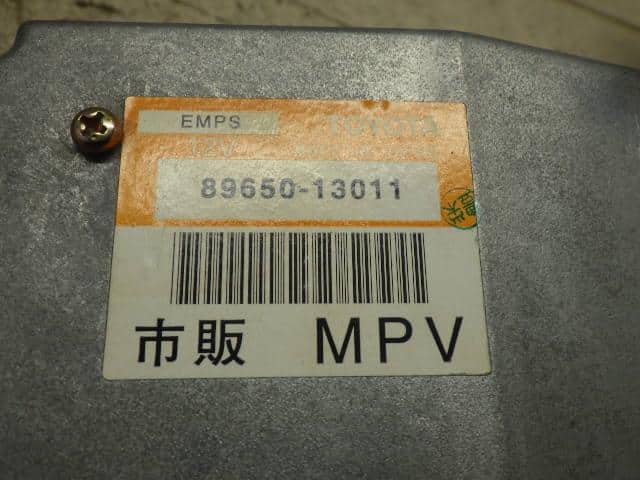 EMPS TOYOTA
12V
89650-13011
市販 MPV